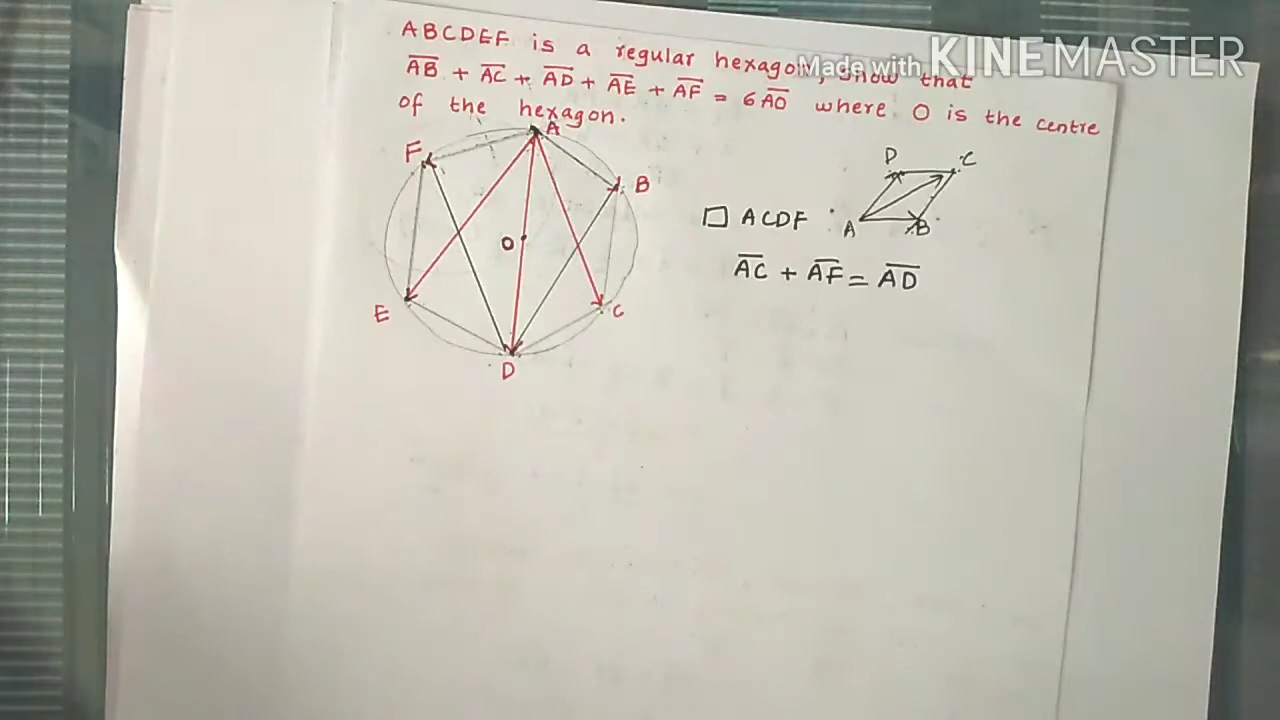 ABCDEF is a regular hexagon, show that
Made with KINEMASTER
AB + AC + AD + AE + AF = 6AO where O is the centre
of the hexagon.
A
F
B
O
E
C
D
D C
A B
□ ACDF :
AC + AF = AD